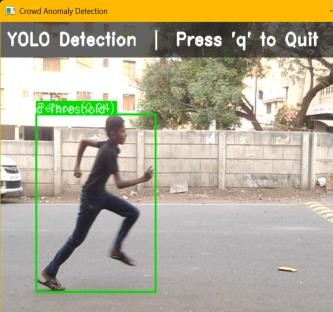 Crowd Anomaly Detection
YOLO Detection | Press 'q' to Quit